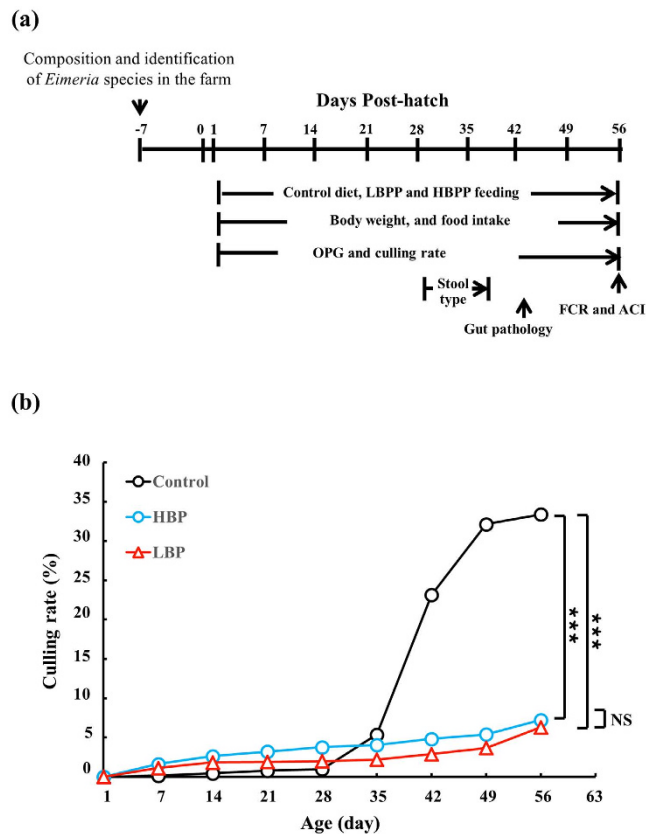 (a)
Composition and identification
of Eimeria species in the farm
Days Post-hatch
-7 0 1 7 14 21 28 35 42 49 56
Control diet, LBPP and HBPP feeding
Body weight, and food intake
OPG and culling rate
Stool
type
FCR and ACI
Gut pathology
(b)
40
35
30
25
20
15
10
5
0
Culling rate (%)
Control
HBP
LBP
***
***
NS
1 7 14 21 28 35 42 49 56 63
Age (day)